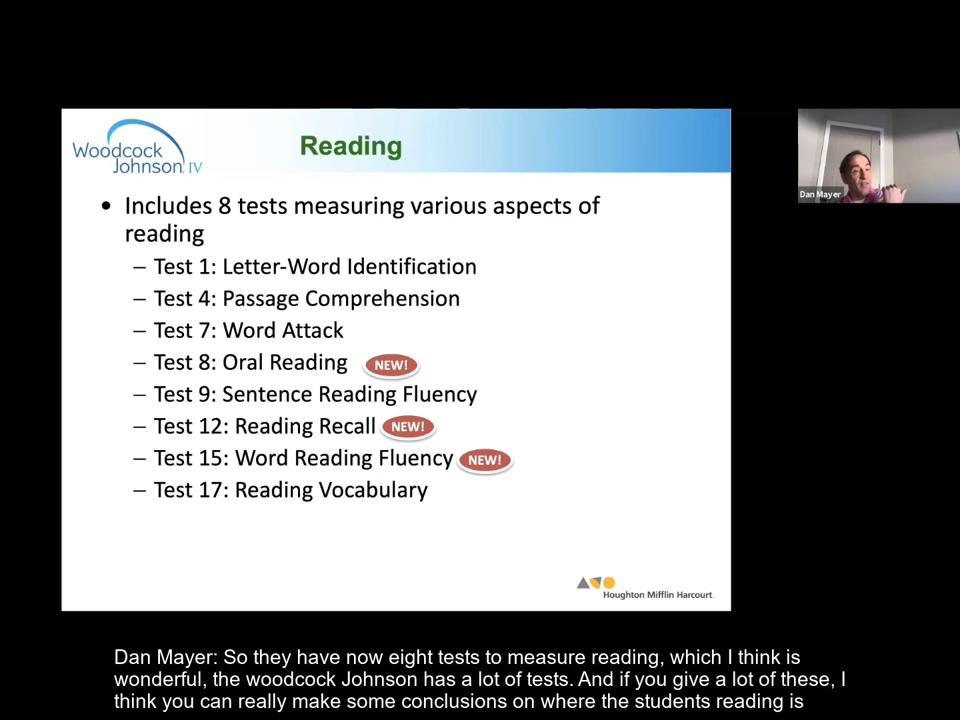 Woodcock
Johnson IV
Reading
Dan Mayer
• Includes 8 tests measuring various aspects of
reading
– Test 1: Letter-Word Identification
– Test 4: Passage Comprehension
– Test 7: Word Attack
– Test 8: Oral Reading NEW!
– Test 9: Sentence Reading Fluency
– Test 12: Reading Recall NEW!
– Test 15: Word Reading Fluency NEW!
– Test 17: Reading Vocabulary
Houghton Mifflin Harcourt.
Dan Mayer: So they have now eight tests to measure reading, which I think is
wonderful, the woodcock Johnson has a lot of tests. And if you give a lot of these, I
think you can really make some conclusions on where the students reading is